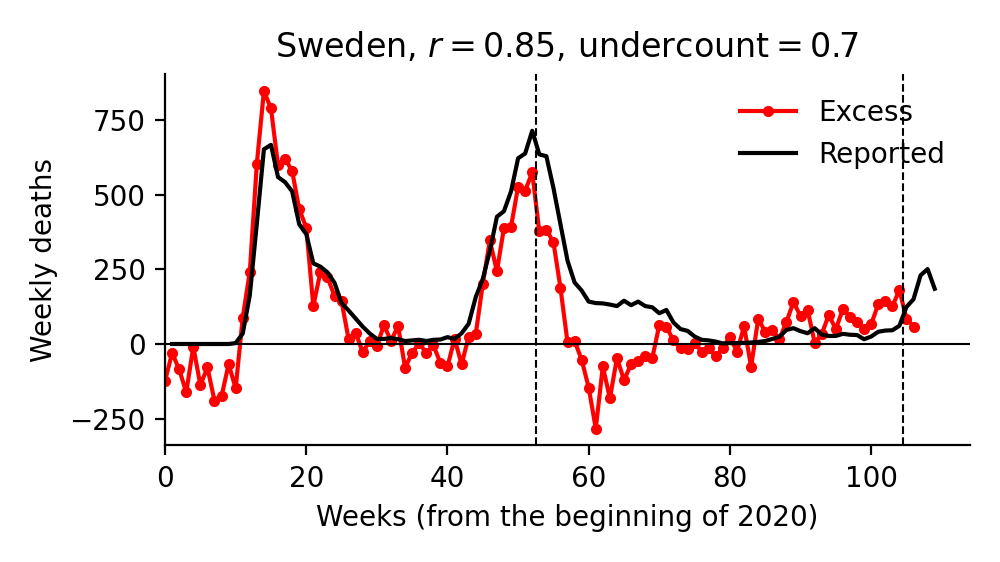 Sweden, r = 0.85, undercount = 0.7
Excess
Reported
Weekly deaths
750
500
250
0
−250
0 20 40 60 80 100
Weeks (from the beginning of 2020)